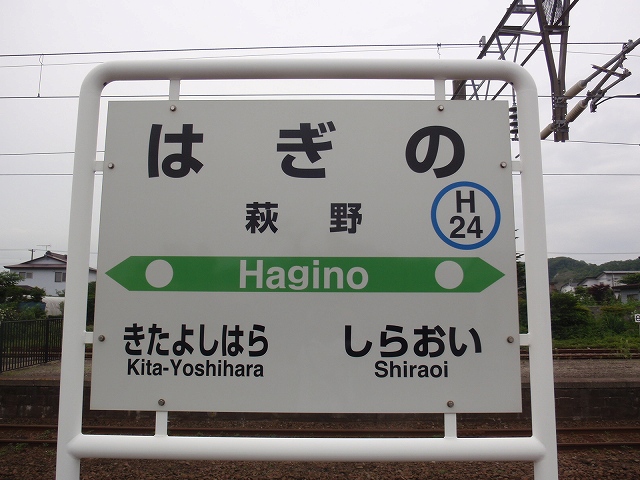 はぎの
萩野
H
24
Hagino
きたよしはら
Kita-Yoshihara
しらおい
Shiraoi